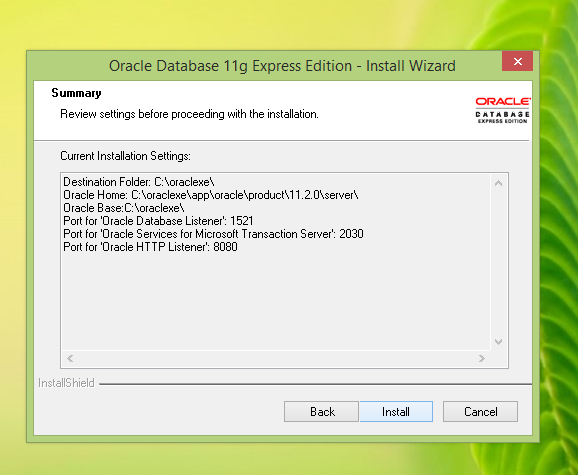 Oracle Database 11g Express Edition - Install Wizard
Summary
Review settings before proceeding with the installation.
ORACLE
DATABASE
EXPRESS EDITION
Current Installation Settings:
Destination Folder: C:\oraclexe\
Oracle Home: C:\oraclexe\app\oracle\product\11.2.0\server\
Oracle Base:C:\oraclexe\
Port for 'Oracle Database Listener': 1521
Port for 'Oracle Services for Microsoft Transaction Server': 2030
Port for 'Oracle HTTP Listener': 8080
InstallShield
Back Install Cancel